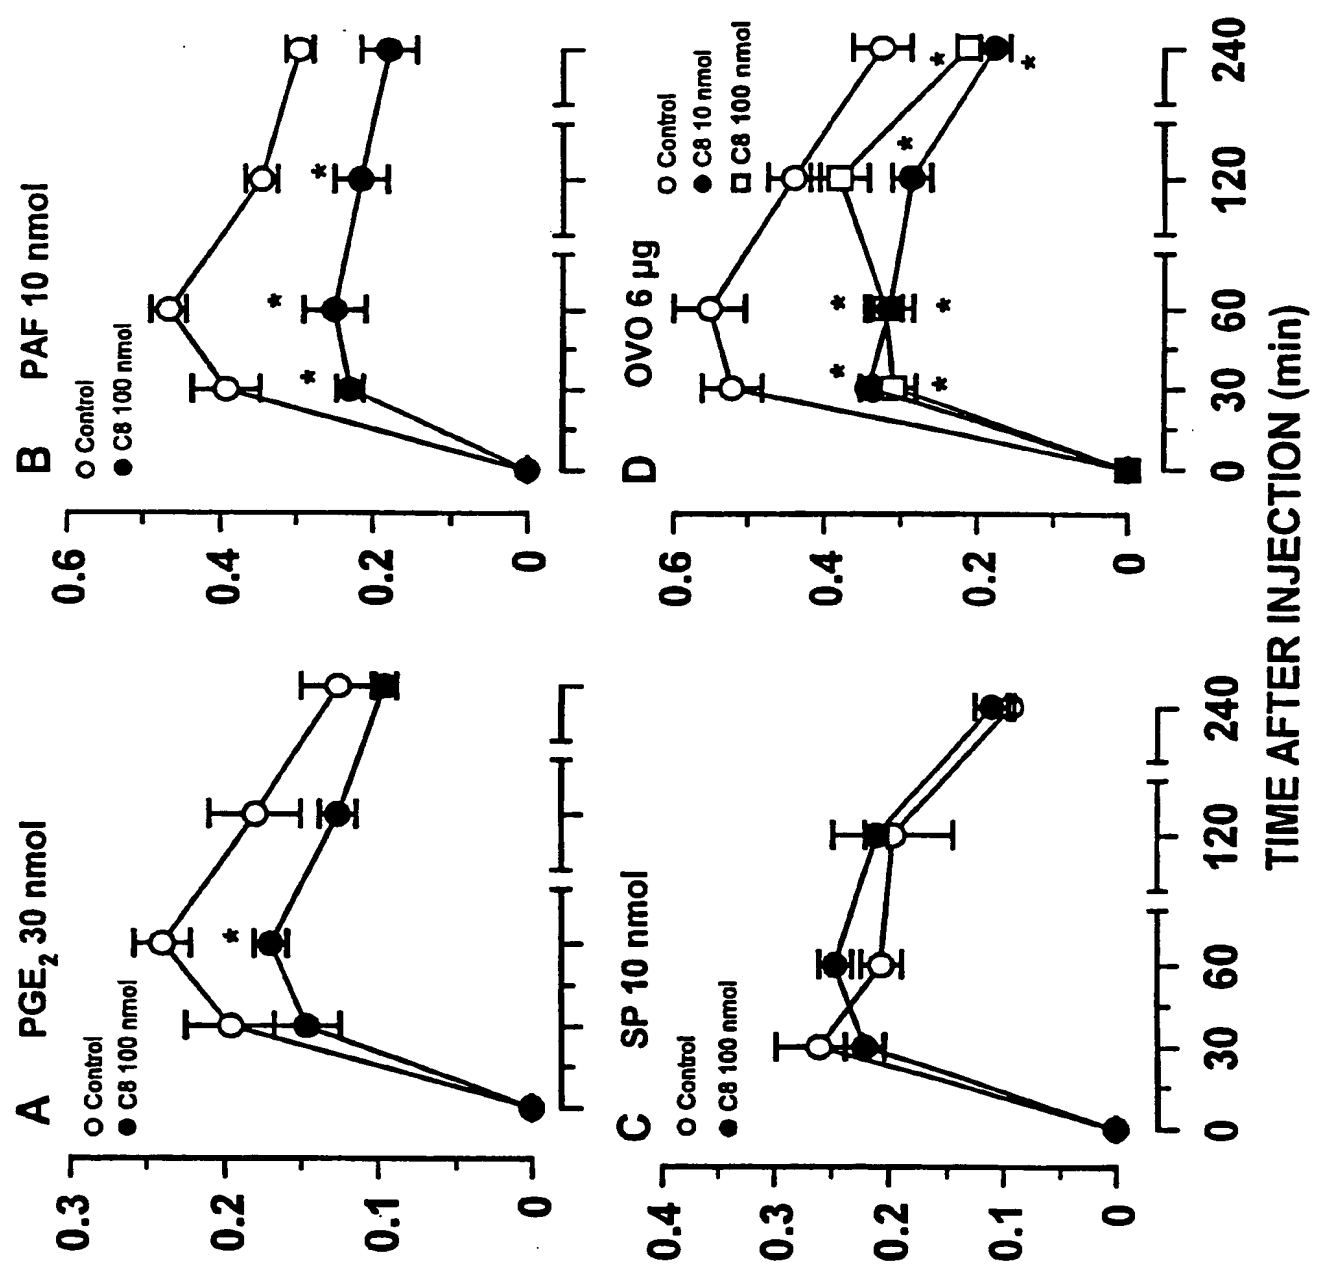 A PGE₂ 30 nmol
Control
C8 100 nmol
0.3
0.2
0.1
0
B PAF 10 nmol
Control
C8 100 nmol
*
*
*
0.6
0.4
0.2
0
C SP 10 nmol
Control
C8 100 nmol
0.4
0.3
0.2
0.1
0
0 30 60 120 240
D OVO 6 µg
Control
C8 10 nmol
C8 100 nmol
*
*
*
*
*
*
*
0.6
0.4
0.2
0
0 30 60 120 240
TIME AFTER INJECTION (min)
*